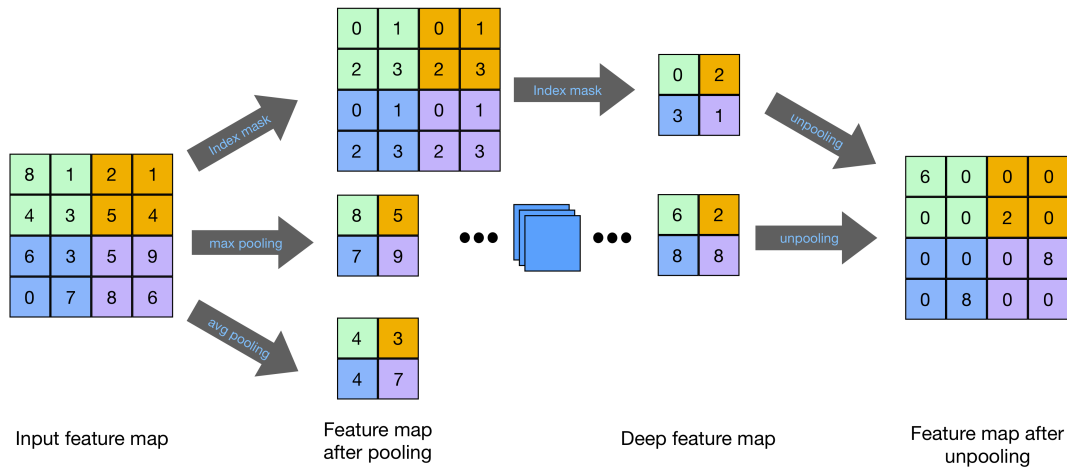 0 1 0 1
2 3 2 3
0 1 0 1
2 3 2 3
Index mask
Index mask
0 2
3 1
unpooling
8 1 2 1
4 3 5 4
6 3 5 9
0 7 8 6
max pooling
8 5
7 9
6 2
8 8
unpooling
6 0 0 0
0 0 2 0
0 0 0 8
0 8 0 0
avg pooling
4 3
4 7
Input feature map
Feature map
after pooling
Deep feature map
Feature map after
unpooling